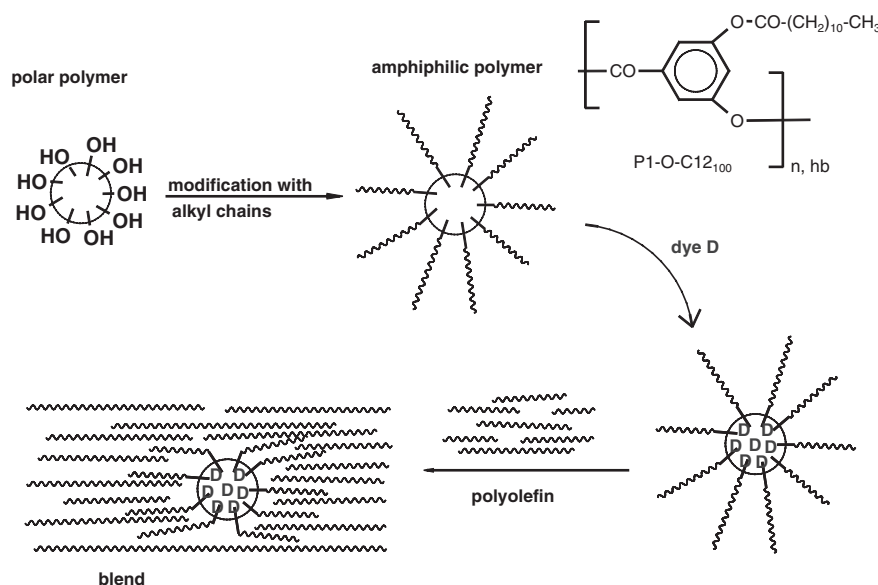 polar polymer
OH
HO
OH
HO
OH
HO
OH
HO
OH
modification with
alkyl chains
amphiphilic polymer
O-CO-(CH₂)₁₀-CH₃
CO
O
n, hb
P1-O-C12₁₀₀
dye D
D D
D D D
D D
polyolefin
D
D D D
D D
blend